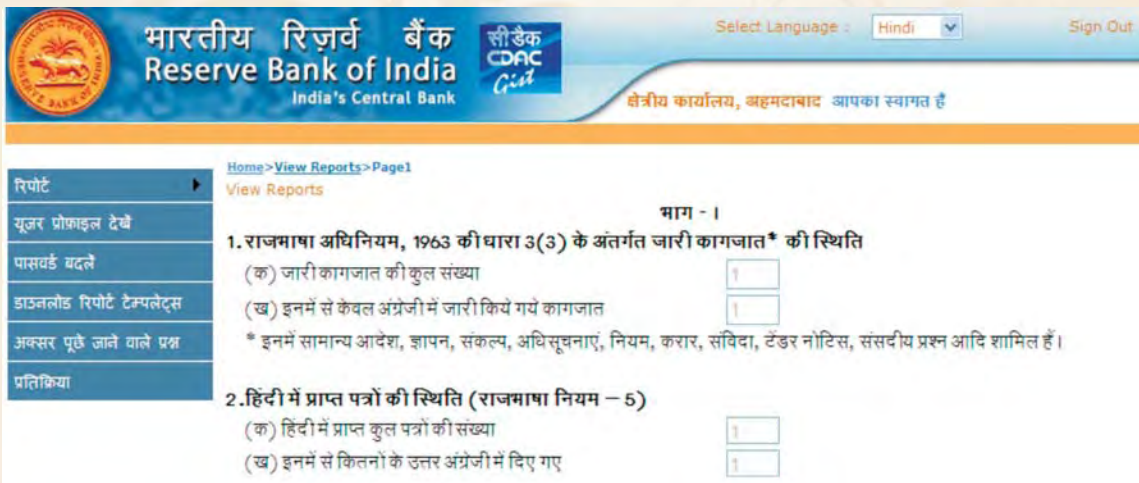 भारतीय रिज़र्व बैंक
Reserve Bank of India
India's Central Bank
सीडैक
CDAC
Gist
Select Language :
Hindi
Sign Out
क्षेत्रीय कार्यालय, अहमदाबाद आपका स्वागत हैं
रिपोर्ट
यूजर प्रोफ़ाइल देखें
पासवर्ड बदलें
डाउनलोड रिपोर्ट टेम्पलेट्स
अक्सर पूछे जाने वाले प्रश्न
प्रतिक्रिया
Home>View Reports>Page1
View Reports
भाग - I
1. राजभाषा अधिनियम, 1963 की धारा 3(3) के अंतर्गत जारी कागजात* की स्थिति
(क) जारी कागजात की कुल संख्या 1
(ख) इनमें से केवल अंग्रेजी में जारी किये गये कागजात 1
* इनमें सामान्य आदेश, ज्ञापन, संकल्प, अधिसूचनाएं, नियम, करार, संविदा, टेंडर नोटिस, संसदीय प्रश्न आदि शामिल हैं।
2.हिंदी में प्राप्त पत्रों की स्थिति (राजभाषा नियम – 5)
(क) हिंदी में प्राप्त कुल पत्रों की संख्या 1
(ख) इनमें से कितनों के उत्तर अंग्रेजी में दिए गए 1